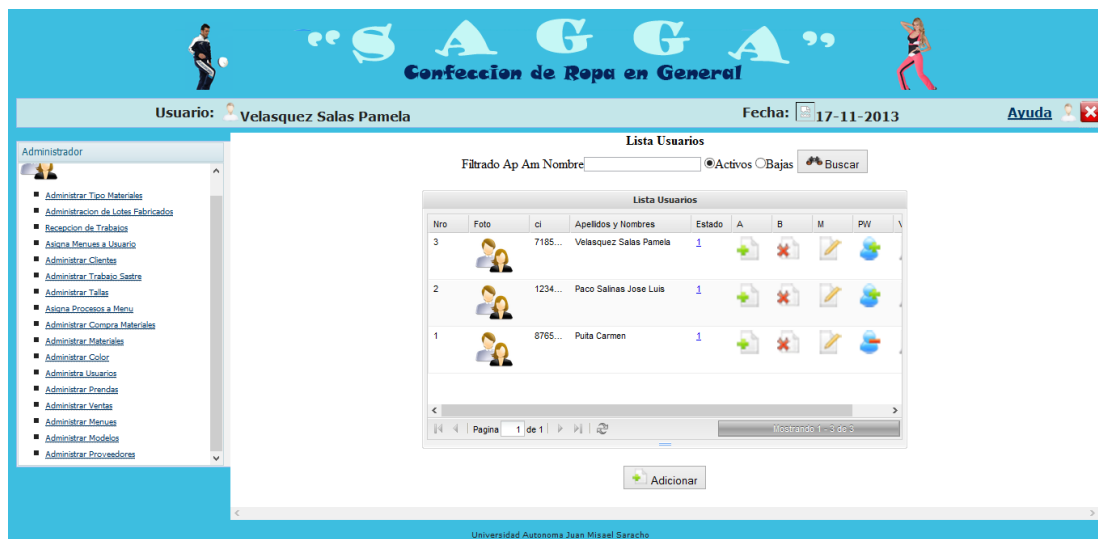 “S A G G A”
Confeccion de Ropa en General
Usuario: Velasquez Salas Pamela Fecha: 17-11-2013 Ayuda
Administrador
Administrar Tipo Materiales
Administracion de Lotes Fabricados
Recepcion de Trabajos
Asigna Menues a Usuario
Administrar Clientes
Administrar Trabajo Sastre
Administrar Tallas
Asigna Procesos a Menu
Administrar Compra Materiales
Administrar Materiales
Administrar Color
Administra Usuarios
Administrar Prendas
Administrar Ventas
Administrar Menues
Administrar Modelos
Administrar Proveedores
Lista Usuarios
Filtrado Ap Am Nombre Activos Bajas Buscar
Lista Usuarios
Nro Foto ci Apellidos y Nombres Estado A B M PW
3 7185... Velasquez Salas Pamela 1
2 1234... Paco Salinas Jose Luis 1
1 8765... Puita Carmen 1
Pagina 1 de 1 Mostrando 1 - 3 de 3
Adicionar
Universidad Autonoma Juan Misael Saracho